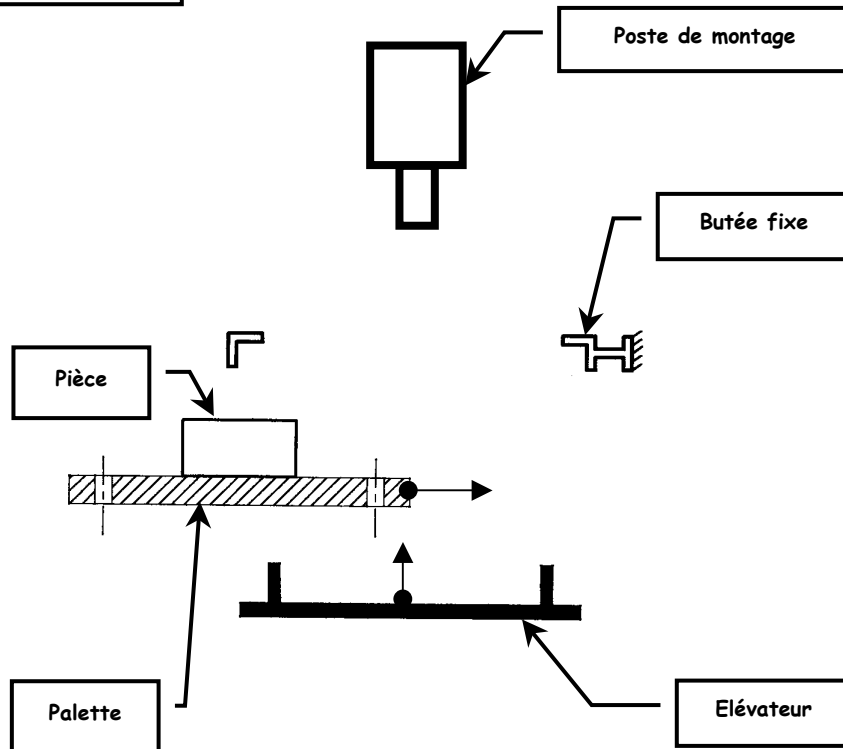 Poste de montage
Butée fixe
Pièce
Palette
Elévateur